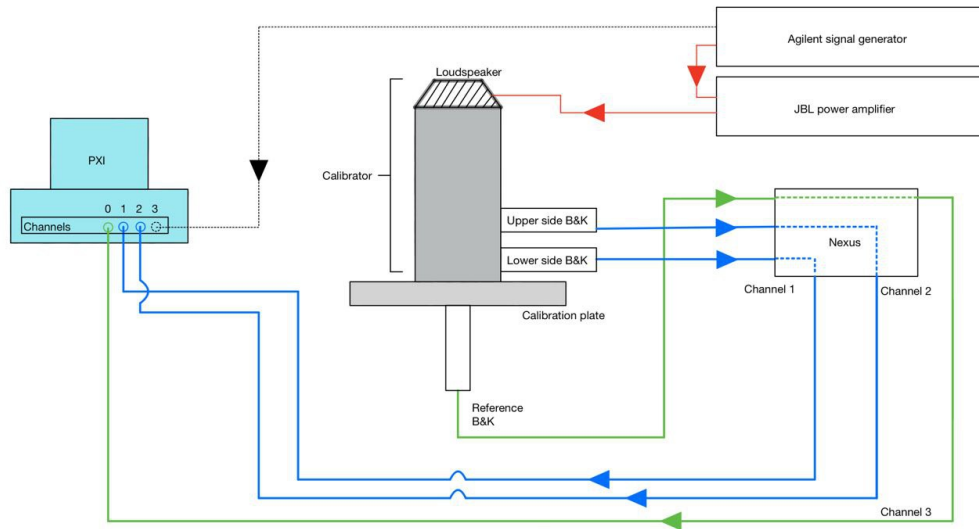 Agilent signal generator
Loudspeaker
JBL power amplifier
PXI
Calibrator
0 1 2 3
Channels
Upper side B&K
Nexus
Lower side B&K
Channel 1
Channel 2
Calibration plate
Reference
B&K
Channel 3